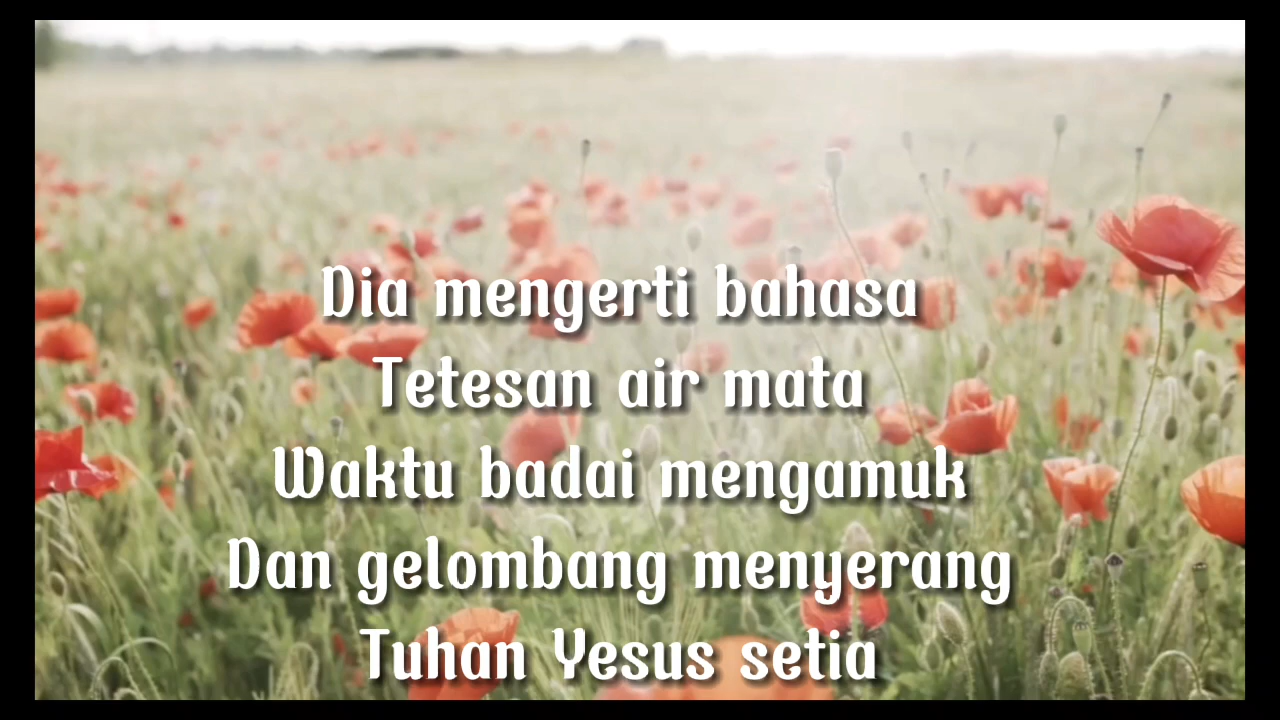 Dia mengerti bahasa
Tetesan air mata
Waktu badai mengamuk
Dan gelombang menyerang
Tuhan Yesus setia